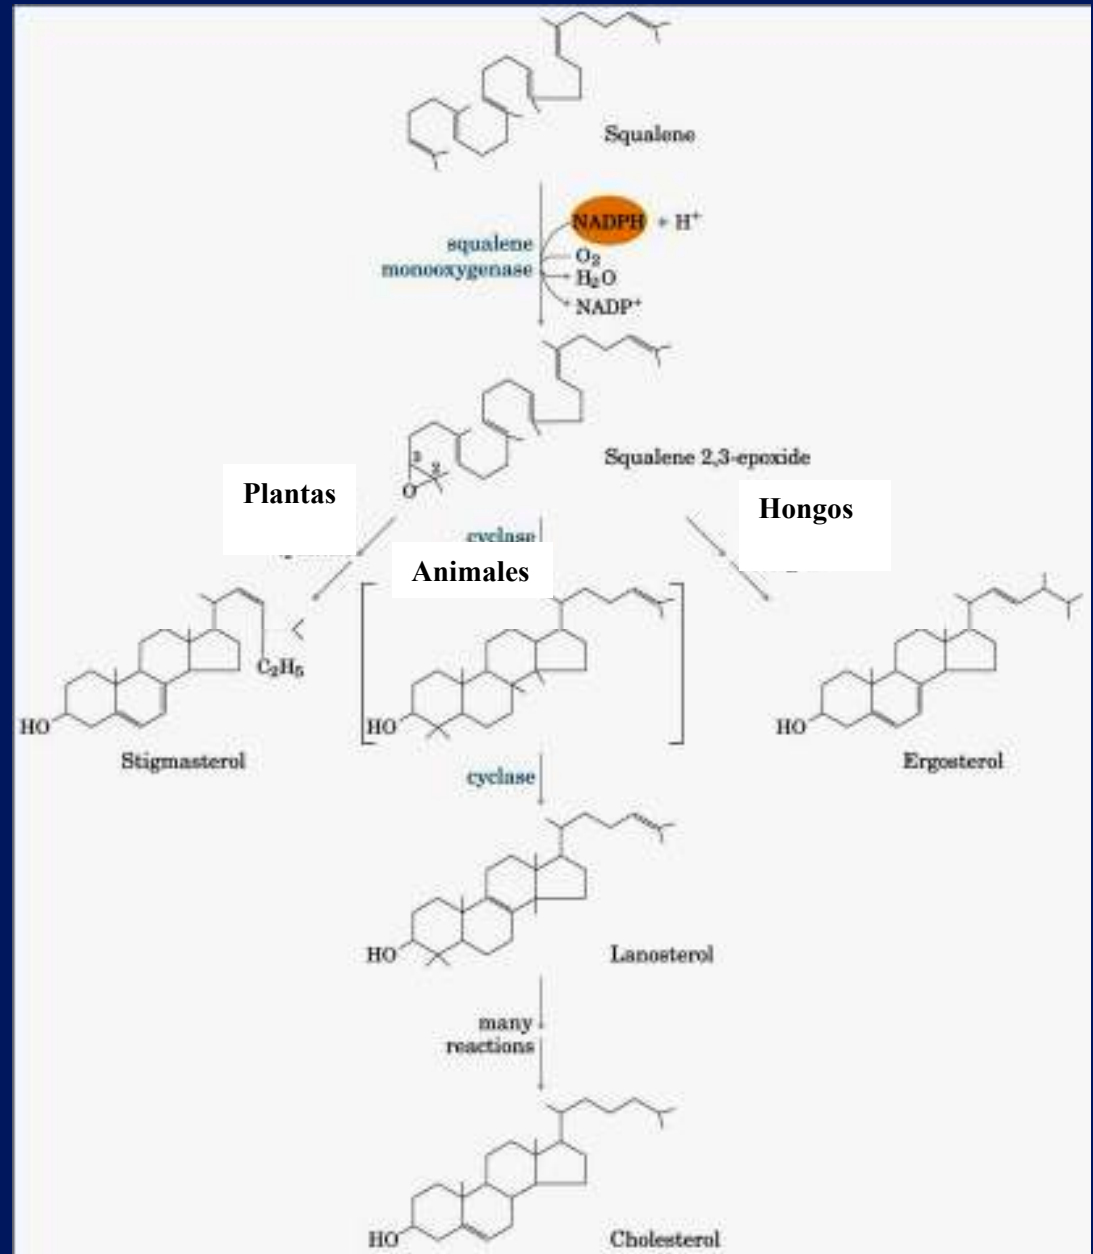 Squalene
NADPH + H⁺
squalene
monooxygenase
O₂
H₂O
NADP⁺
3
2
O
Squalene 2,3-epoxide
Plantas
Hongos
cyclase
Animales
C₂H₅
HO
HO
HO
Stigmasterol
Ergosterol
cyclase
HO
Lanosterol
many
reactions
HO
Cholesterol